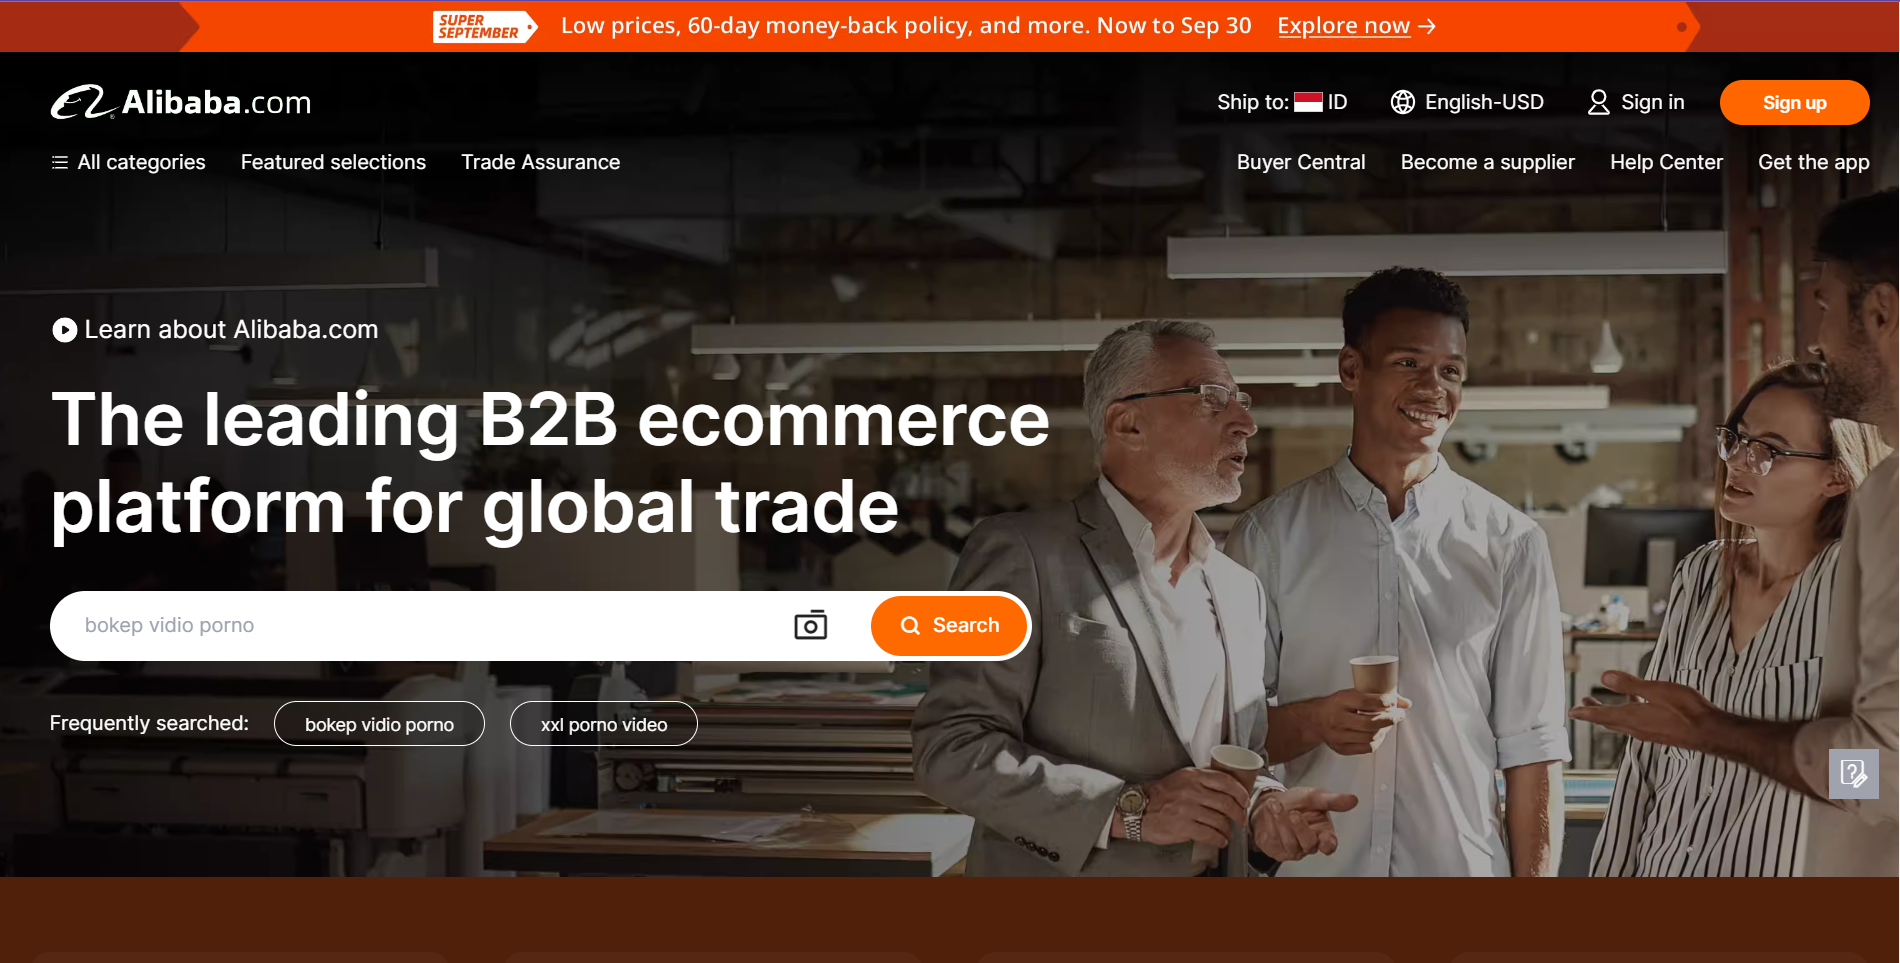 SUPER
SEPTEMBER
Low prices, 60-day money-back policy, and more. Now to Sep 30 Explore now
Alibaba.com
Ship to: ID English-USD Sign in Sign up
All categories Featured selections Trade Assurance
Buyer Central Become a supplier Help Center Get the app
Learn about Alibaba.com
The leading B2B ecommerce
platform for global trade
bokep vidio porno Search
Frequently searched: bokep vidio porno xxl porno video